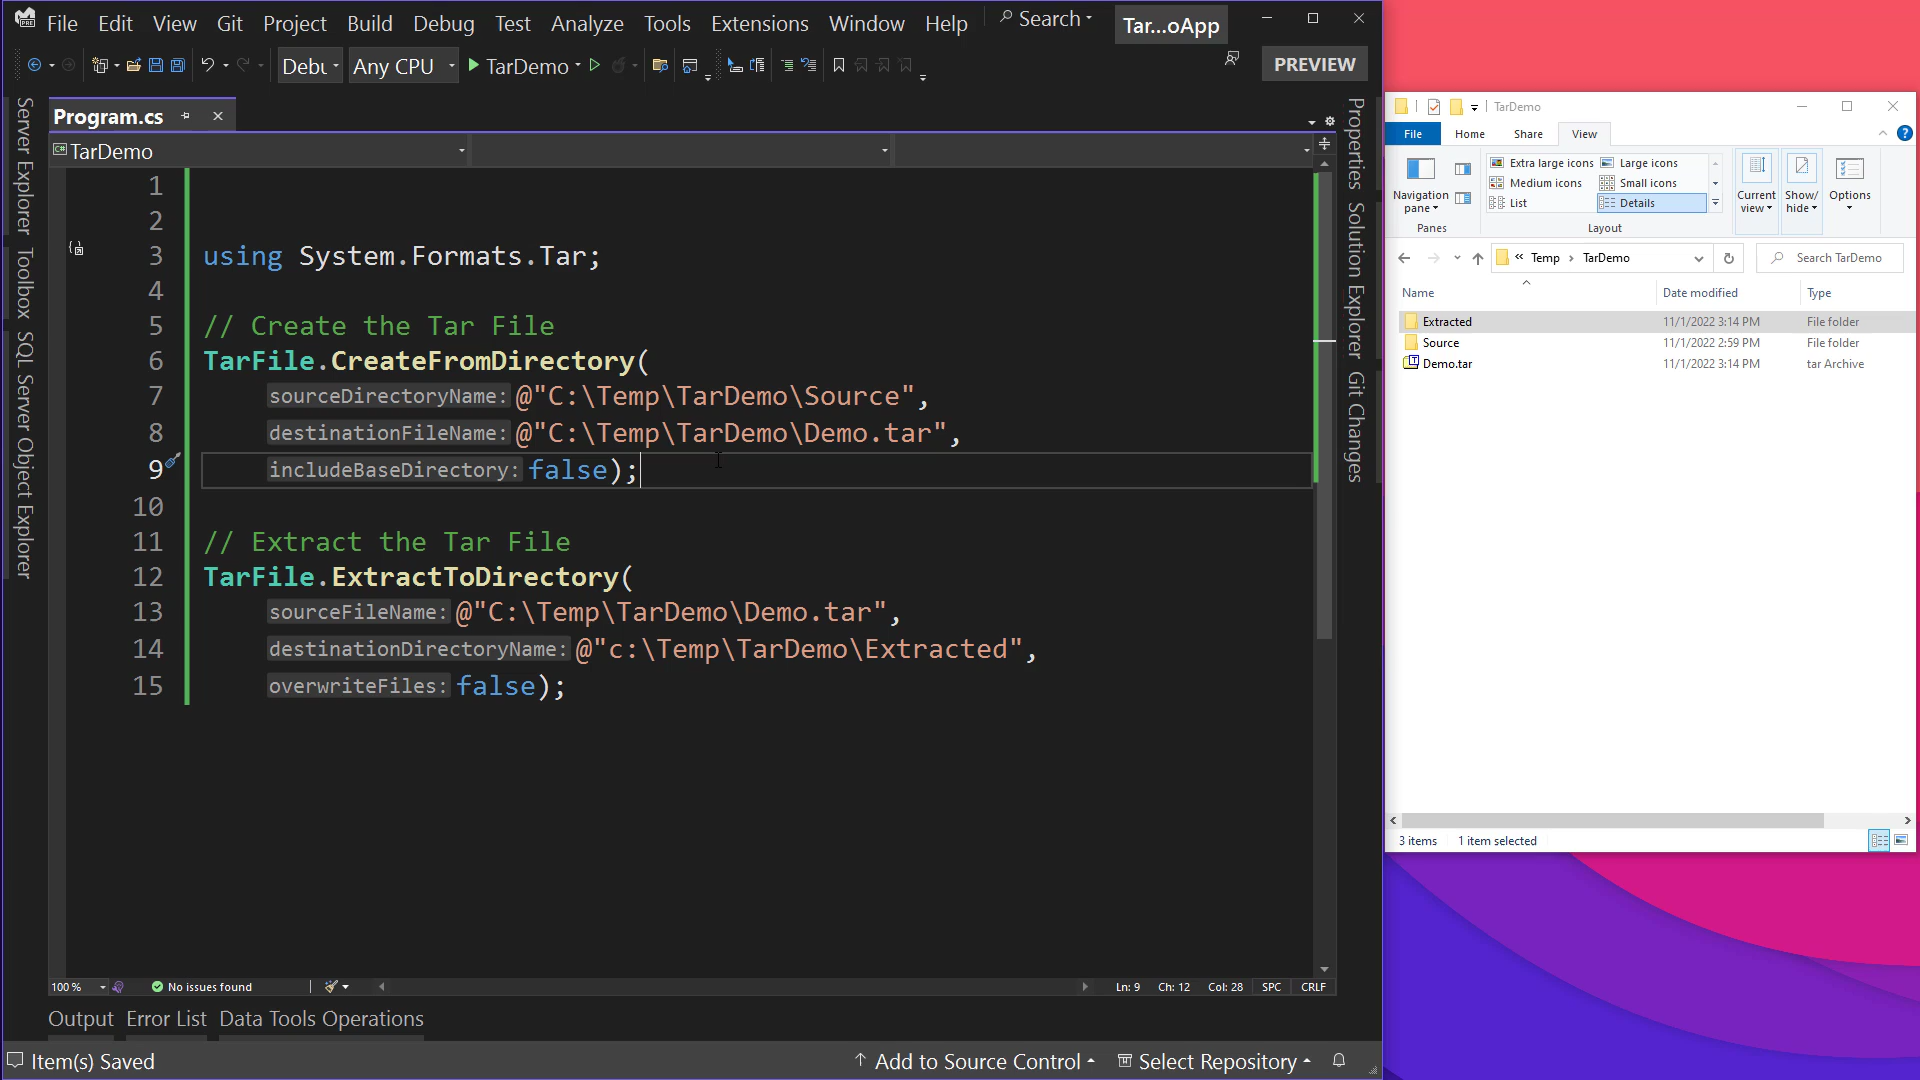 File Edit View Git Project Build Debug Test Analyze Tools Extensions Window Help Search Tar...oApp
Debu Any CPU TarDemo PREVIEW
Program.cs
TarDemo
Server Explorer
Toolbox
SQL Server Object Explorer
1
2
3 using System.Formats.Tar;
4
5 // Create the Tar File
6 TarFile.CreateFromDirectory(
7 sourceDirectoryName: @"C:\Temp\TarDemo\Source",
8 destinationFileName: @"C:\Temp\TarDemo\Demo.tar",
9 includeBaseDirectory: false);
10
11 // Extract the Tar File
12 TarFile.ExtractToDirectory(
13 sourceFileName: @"C:\Temp\TarDemo\Demo.tar",
14 destinationDirectoryName: @"c:\Temp\TarDemo\Extracted",
15 overwriteFiles: false);
Properties
Solution Explorer
Git Changes
100 % No issues found Ln: 9 Ch: 12 Col: 28 SPC CRLF
Output Error List Data Tools Operations
Item(s) Saved Add to Source Control Select Repository
TarDemo
File Home Share View
Navigation pane
Panes
Extra large icons Large icons
Medium icons Small icons
List Details
Layout
Current view
Show/hide
Options
« Temp › TarDemo Search TarDemo
Name Date modified Type
Extracted 11/1/2022 3:14 PM File folder
Source 11/1/2022 2:59 PM File folder
Demo.tar 11/1/2022 3:14 PM tar Archive
3 items 1 item selected